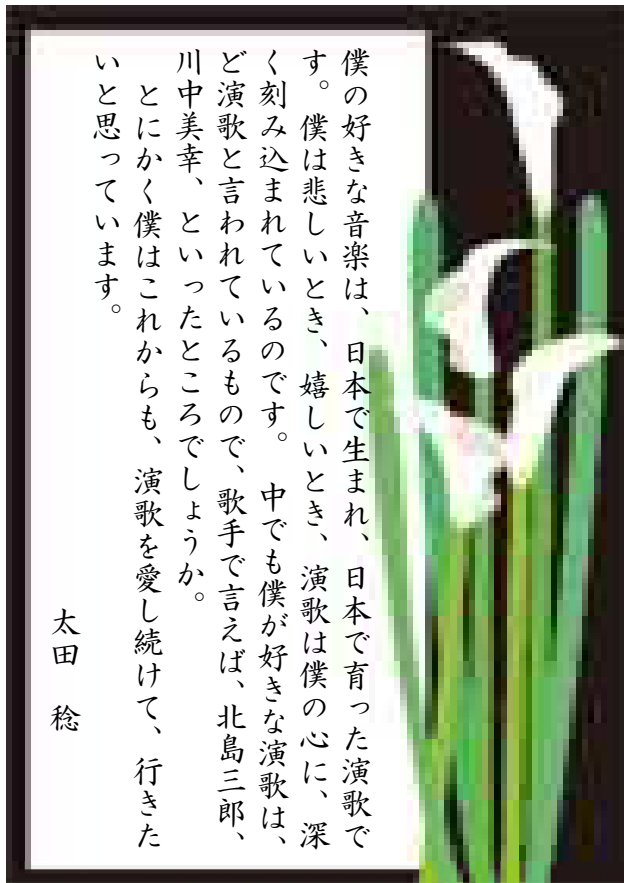 僕の好きな音楽は、日本で生まれ、日本で育った演歌で
す。僕は悲しいとき、嬉しいとき、演歌は僕の心に、深
く刻み込まれているのです。　中でも僕が好きな演歌は、
ど演歌と言われているもので、歌手で言えば、北島三郎、
川中美幸、といったところでしょうか。
　とにかく僕はこれからも、演歌を愛し続けて、行きた
いと思っています。
太田　稔